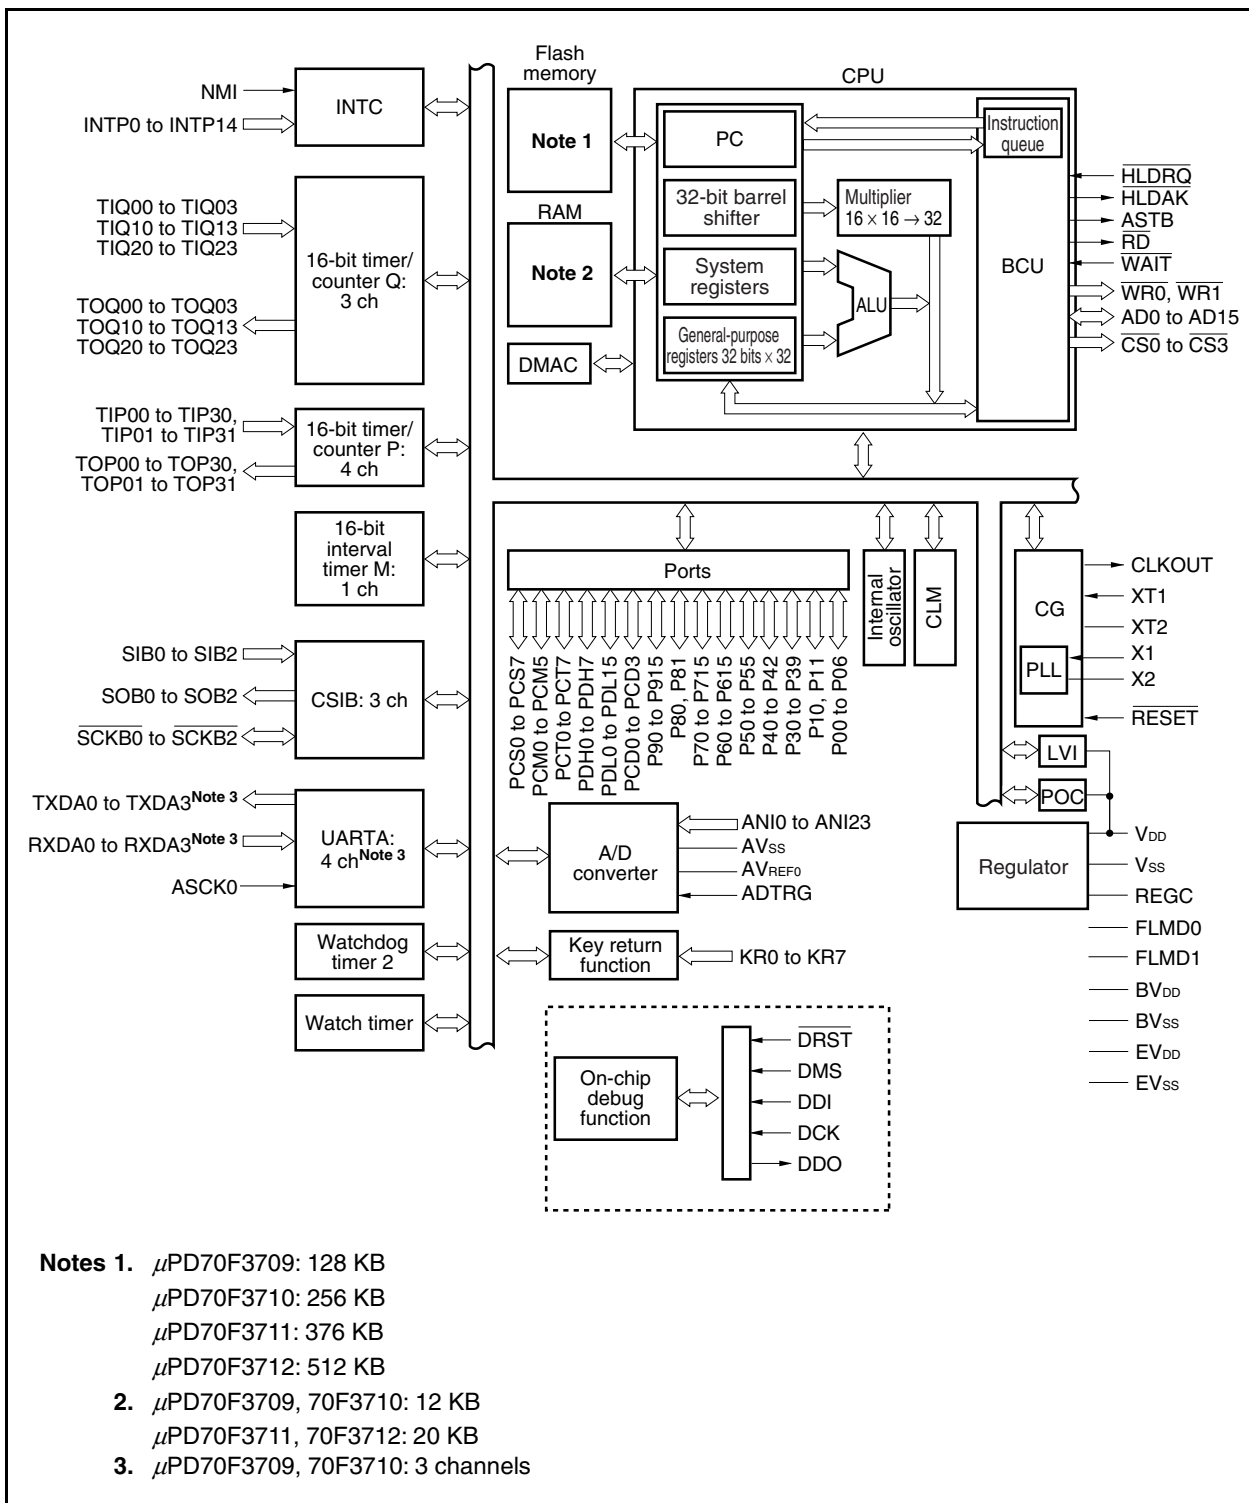 Flash
memory
CPU
NMI
INTP0 to INTP14
INTC
Note 1
PC
Instruction
queue
32-bit barrel
shifter
Multiplier
16 × 16 → 32
RAM
Note 2
System
registers
ALU
General-purpose
registers 32 bits × 32
DMAC
BCU
HLDRQ
HLDAK
ASTB
RD
WAIT
WR0, WR1
AD0 to AD15
CS0 to CS3
TIQ00 to TIQ03
TIQ10 to TIQ13
TIQ20 to TIQ23
TOQ00 to TOQ03
TOQ10 to TOQ13
TOQ20 to TOQ23
16-bit timer/
counter Q:
3 ch
TIP00 to TIP30,
TIP01 to TIP31
TOP00 to TOP30,
TOP01 to TOP31
16-bit timer/
counter P:
4 ch
16-bit
interval
timer M:
1 ch
Ports
PCS0 to PCS7
PCM0 to PCM5
PCT0 to PCT7
PDH0 to PDH7
PDL0 to PDL15
PCD0 to PCD3
P90 to P915
P80, P81
P70 to P715
P60 to P615
P50 to P55
P40 to P42
P30 to P39
P10, P11
P00 to P06
Internal
oscillator
CLM
CG
PLL
CLKOUT
XT1
XT2
X1
X2
RESET
LVI
POC
SIB0 to SIB2
SOB0 to SOB2
SCKB0 to SCKB2
CSIB: 3 ch
TXDA0 to TXDA3Note 3
RXDA0 to RXDA3Note 3
ASCK0
UARTA:
4 chNote 3
A/D
converter
ANI0 to ANI23
AVSS
AVREF0
ADTRG
Regulator
VDD
VSS
REGC
FLMD0
FLMD1
BVDD
BVSS
EVDD
EVSS
Watchdog
timer 2
Key return
function
KR0 to KR7
Watch timer
On-chip
debug
function
DRST
DMS
DDI
DCK
DDO
Notes 1. μPD70F3709: 128 KB
μPD70F3710: 256 KB
μPD70F3711: 376 KB
μPD70F3712: 512 KB
2. μPD70F3709, 70F3710: 12 KB
μPD70F3711, 70F3712: 20 KB
3. μPD70F3709, 70F3710: 3 channels